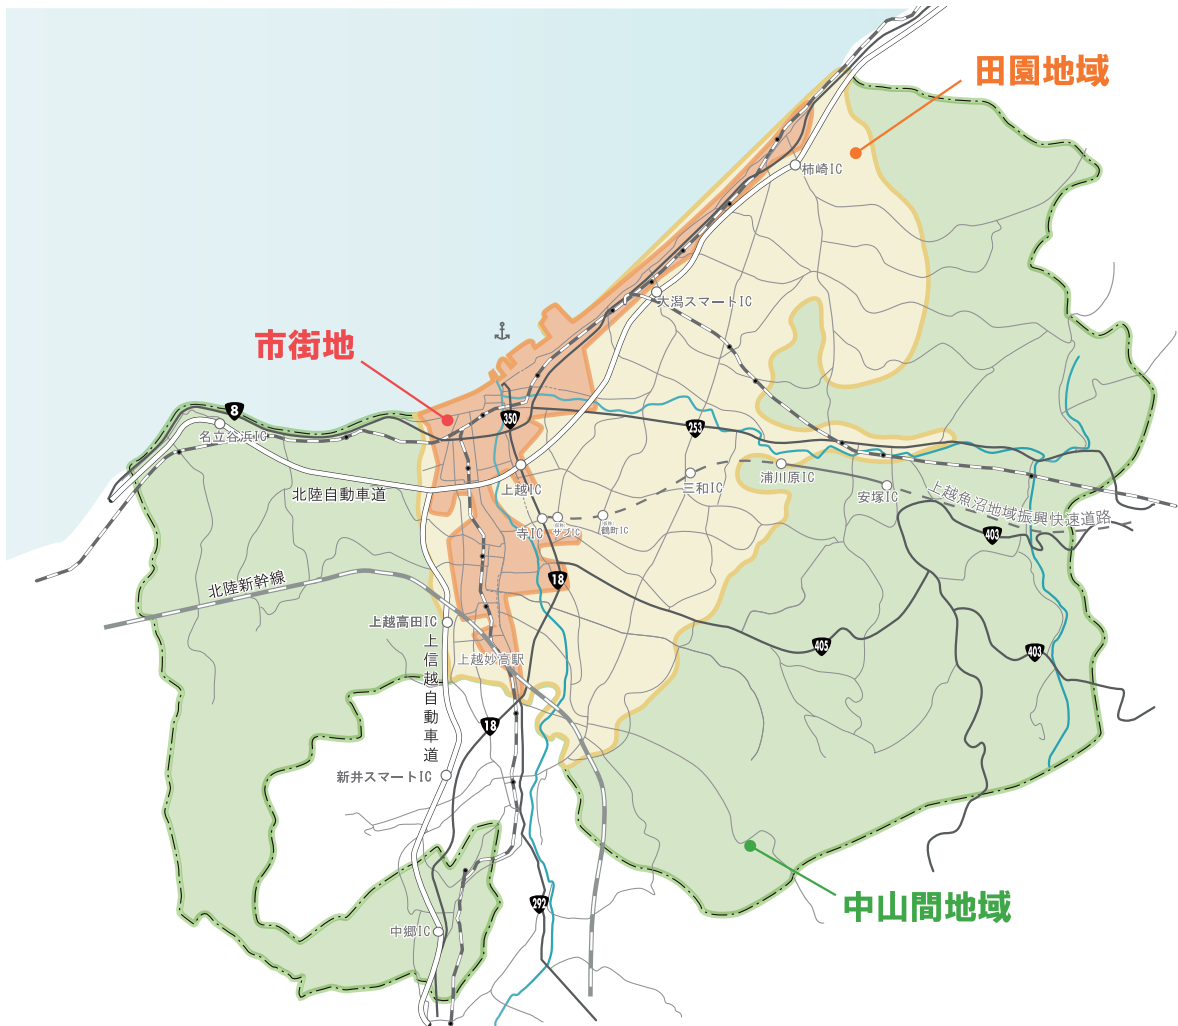 田園地域
柿崎IC
大潟スマートIC
市街地
8
名立谷浜IC
350
253
北陸自動車道
上越IC
三和IC
浦川原IC
安塚IC
上越魚沼地域振興快速道路
寺IC
サブIC
鶴町IC
403
18
北陸新幹線
上越高田IC
405
403
上信越自動車道
上越妙高駅
18
新井スマートIC
292
中山間地域
中郷IC